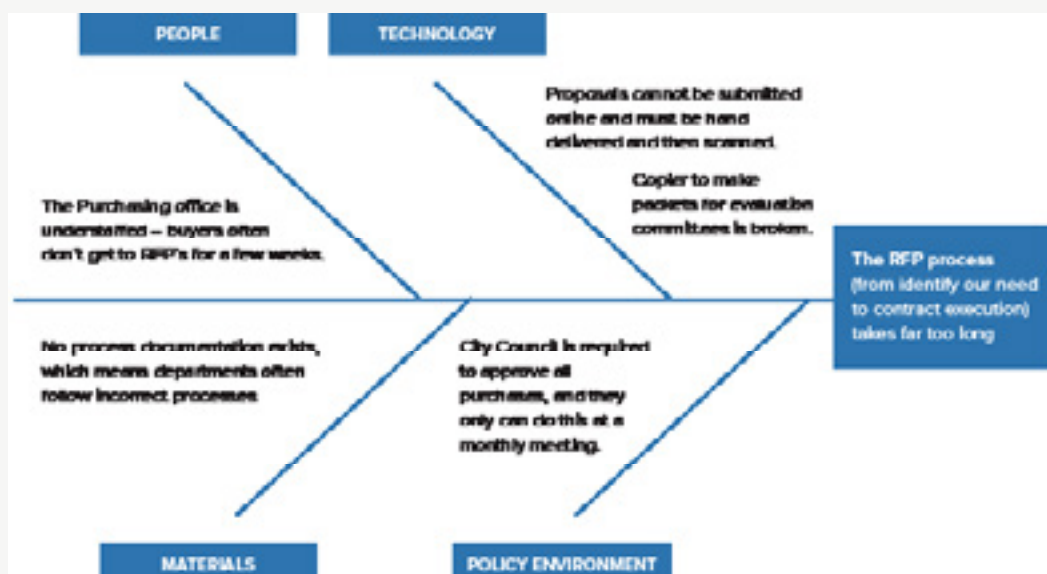 PEOPLE
TECHNOLOGY
Proposals cannot be submitted
online and must be hand
delivered and then scanned.
Copier to make
packets for evaluation
committees is broken.
The Purchasing office is
understaffed – buyers often
don't get to RFP's for a few weeks.
The RFP process
(from identify our need
to contract execution)
takes far too long
No process documentation exists,
which means departments often
follow incorrect processes
City Council is required
to approve all
purchases, and they
only can do this at a
monthly meeting.
MATERIALS
POLICY ENVIRONMENT